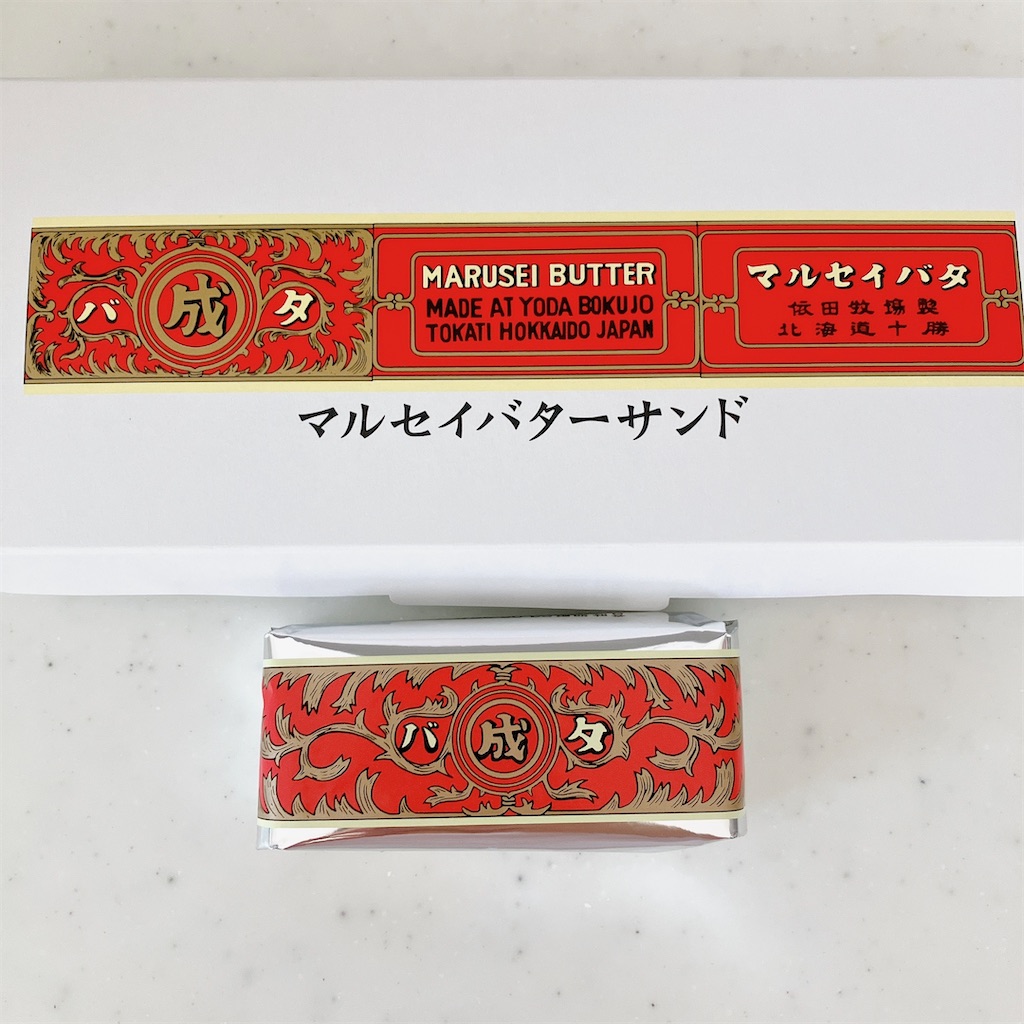 バ成タ
MARUSEI BUTTER
MADE AT YODA BOKUJO
TOKATI HOKKAIDO JAPAN
マルセイバタ
依田牧場製
北海道十勝
マルセイバターサンド
バ成タ